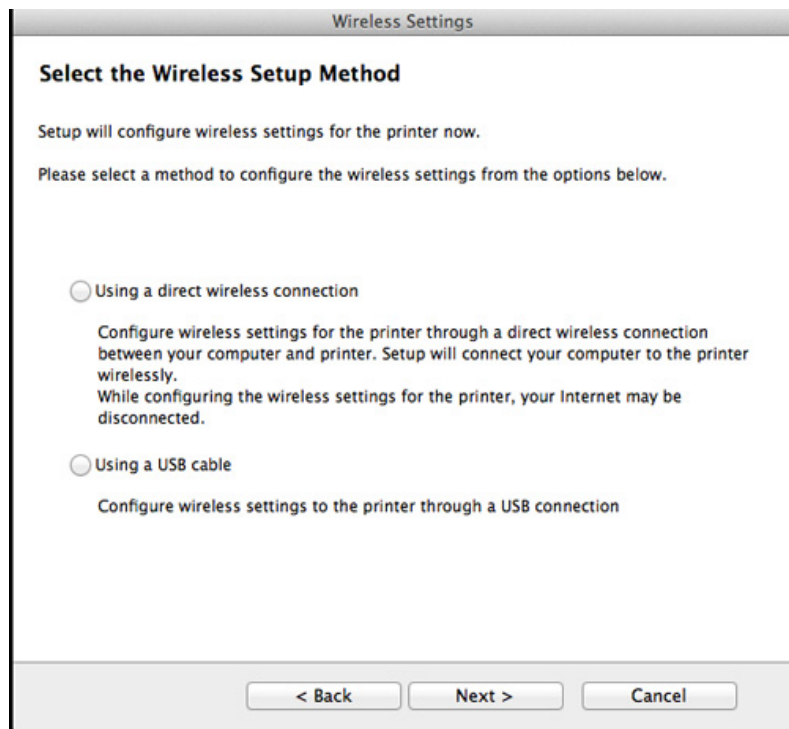 Wireless Settings
Select the Wireless Setup Method
Setup will configure wireless settings for the printer now.
Please select a method to configure the wireless settings from the options below.
Using a direct wireless connection
Configure wireless settings for the printer through a direct wireless connection
between your computer and printer. Setup will connect your computer to the printer
wirelessly.
While configuring the wireless settings for the printer, your Internet may be
disconnected.
Using a USB cable
Configure wireless settings to the printer through a USB connection
< Back Next > Cancel